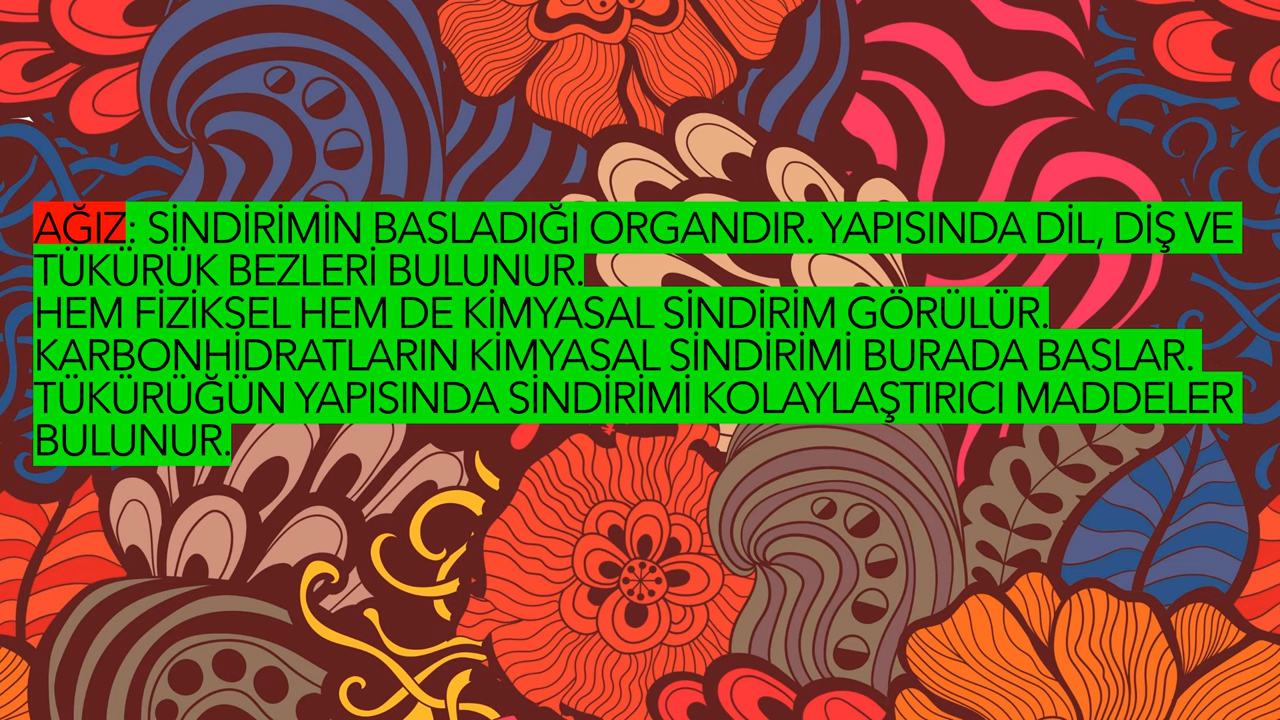 AĞIZ: SİNDİRİMİN BASLADIĞI ORGANDIR. YAPISINDA DİL, DİŞ VE
TÜKÜRÜK BEZLERİ BULUNUR.
HEM FİZİKSEL HEM DE KİMYASAL SİNDİRİM GÖRÜLÜR.
KARBONHİDRATLARIN KİMYASAL SİNDİRİMİ BURADA BASLAR.
TÜKÜRÜĞÜN YAPISINDA SİNDİRİMİ KOLAYLAŞTIRICI MADDELER
BULUNUR.